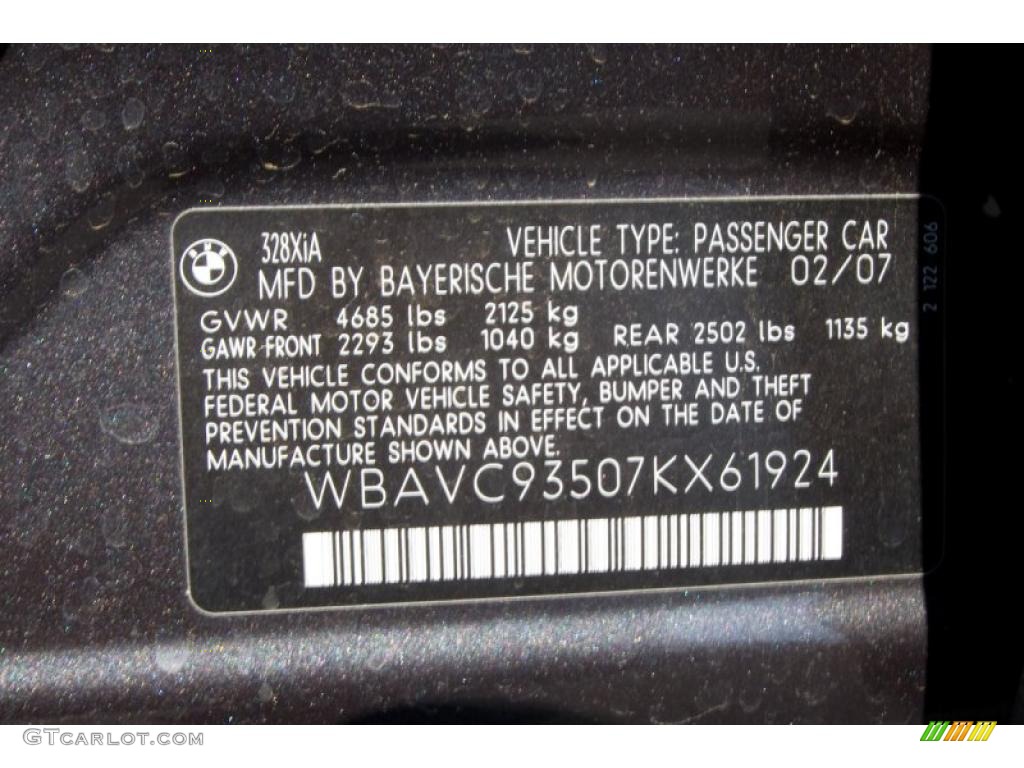 328XiA VEHICLE TYPE: PASSENGER CAR
MFD BY BAYERISCHE MOTORENWERKE 02/07
GVWR 4685 lbs 2125 kg
GAWR FRONT 2293 lbs 1040 kg REAR 2502 lbs 1135 kg
THIS VEHICLE CONFORMS TO ALL APPLICABLE U.S.
FEDERAL MOTOR VEHICLE SAFETY, BUMPER AND THEFT
PREVENTION STANDARDS IN EFFECT ON THE DATE OF
MANUFACTURE SHOWN ABOVE.
WBAVC93507KX61924
2 122 606
GTCarlot.com